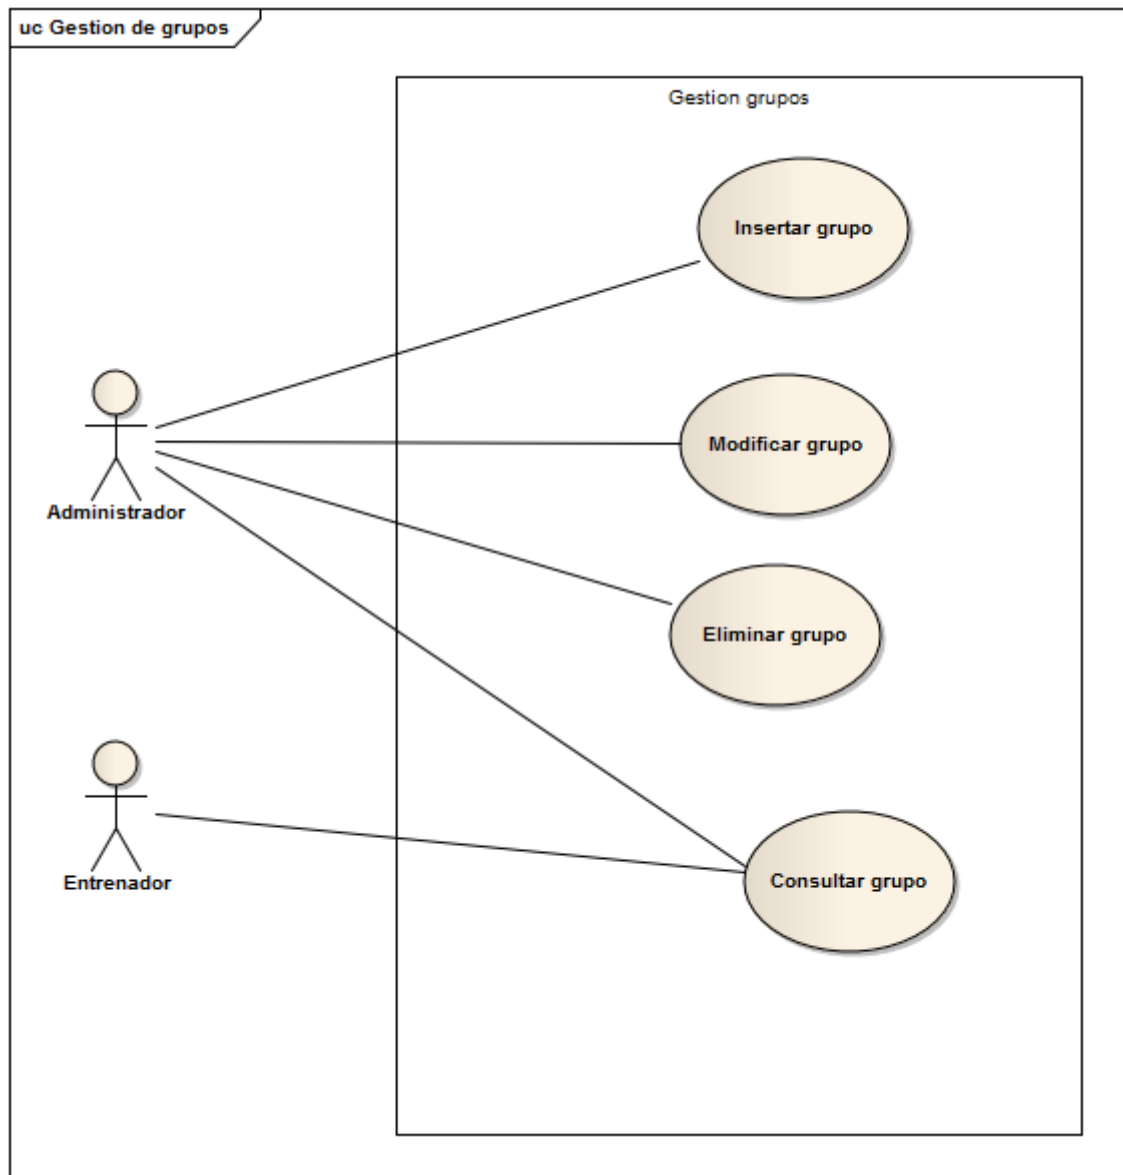 uc Gestion de grupos
Gestion grupos
Insertar grupo
Modificar grupo
Administrador
Eliminar grupo
Entrenador
Consultar grupo